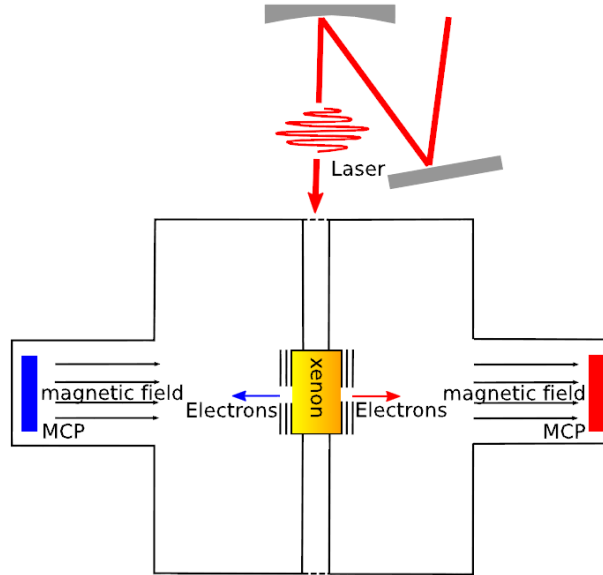 Laser
xenon
magnetic field
magnetic field
Electrons
Electrons
MCP
MCP